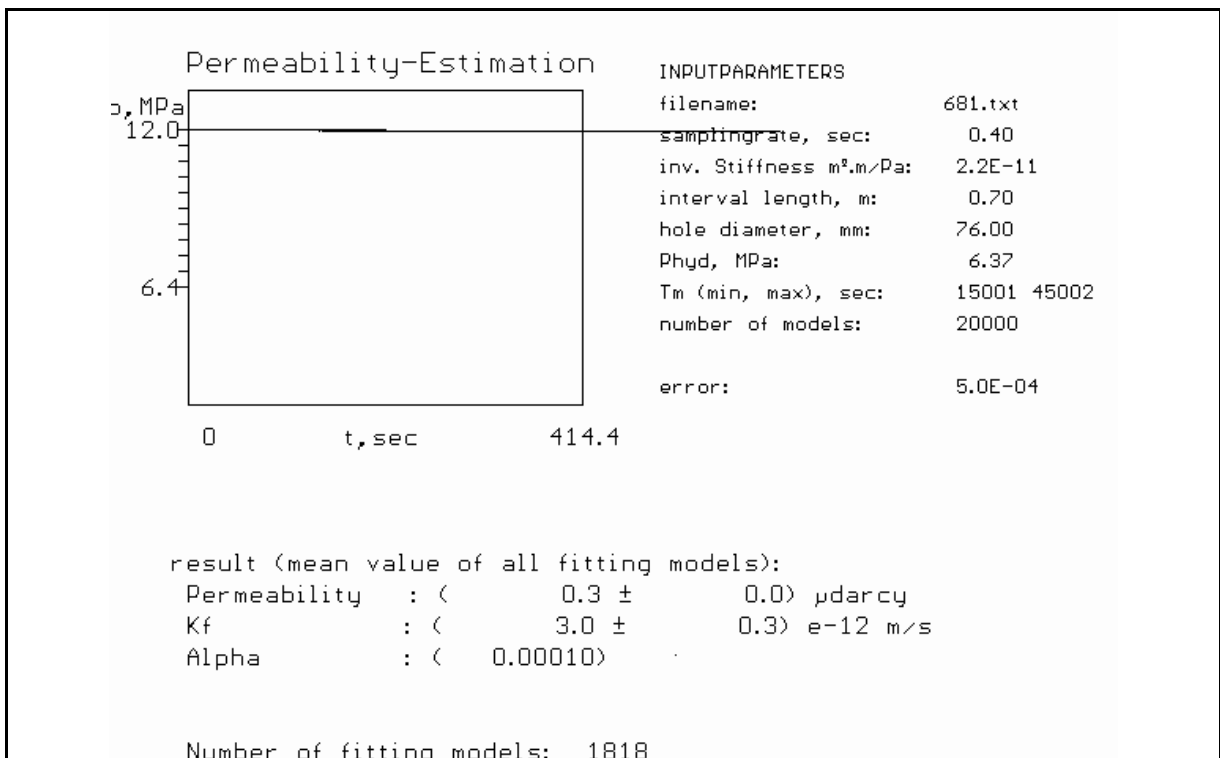 Permeability-Estimation
p,MPa
12.0
6.4
0 t,sec 414.4
INPUTPARAMETERS
filename: 681.txt
samplingrate, sec: 0.40
inv. Stiffness m².m/Pa: 2.2E-11
interval length, m: 0.70
hole diameter, mm: 76.00
Phyd, MPa: 6.37
Tm (min, max), sec: 15001 45002
number of models: 20000
error: 5.0E-04
result (mean value of all fitting models):
Permeability : ( 0.3 ± 0.0) µdarcy
Kf : ( 3.0 ± 0.3) e-12 m/s
Alpha : ( 0.00010)
Number of fitting models: 1818